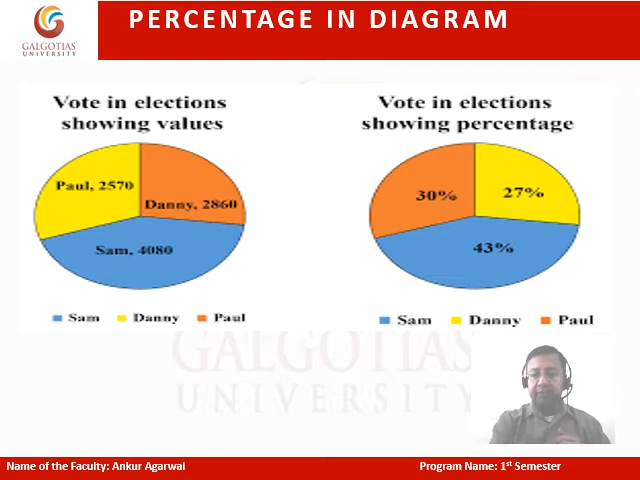 PERCENTAGE IN DIAGRAM
GALGOTIAS
UNIVERSITY
Vote in elections
showing values
Paul, 2570
Danny, 2860
Sam, 4080
Sam
Danny
Paul
Vote in elections
showing percentage
30%
27%
43%
Sam
Danny
Paul
GALGOTIAS
UNIVERSITY
Name of the Faculty: Ankur Agarwal
Program Name: 1st Semester